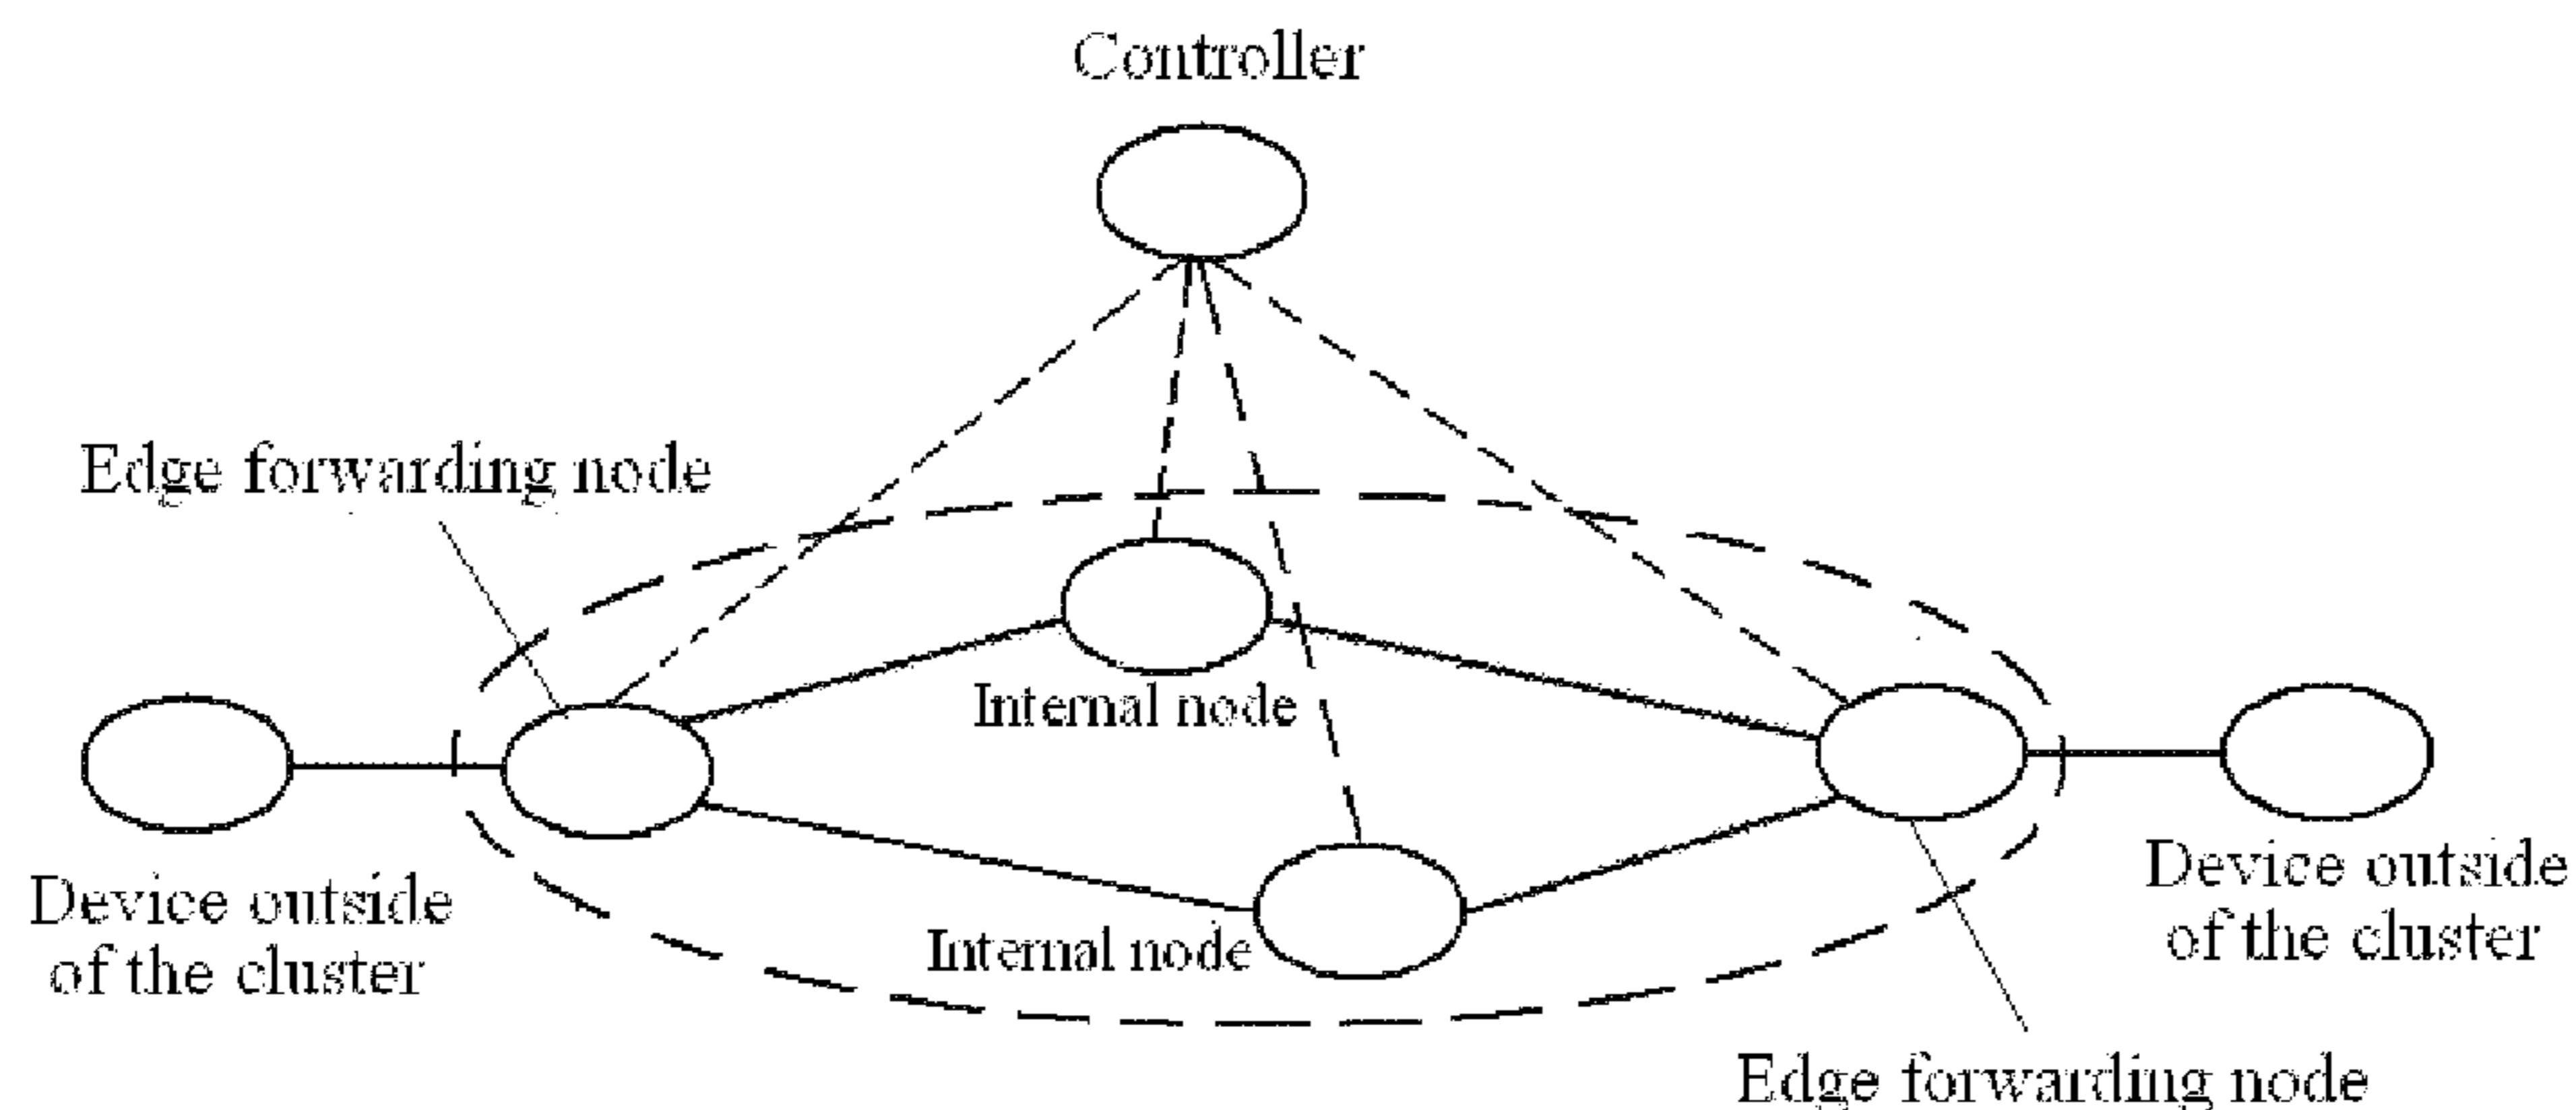 Controller
Edge forwarding node
Internal node
Device outside
of the cluster
Device outside
of the cluster
Internal node
Edge forwarding node